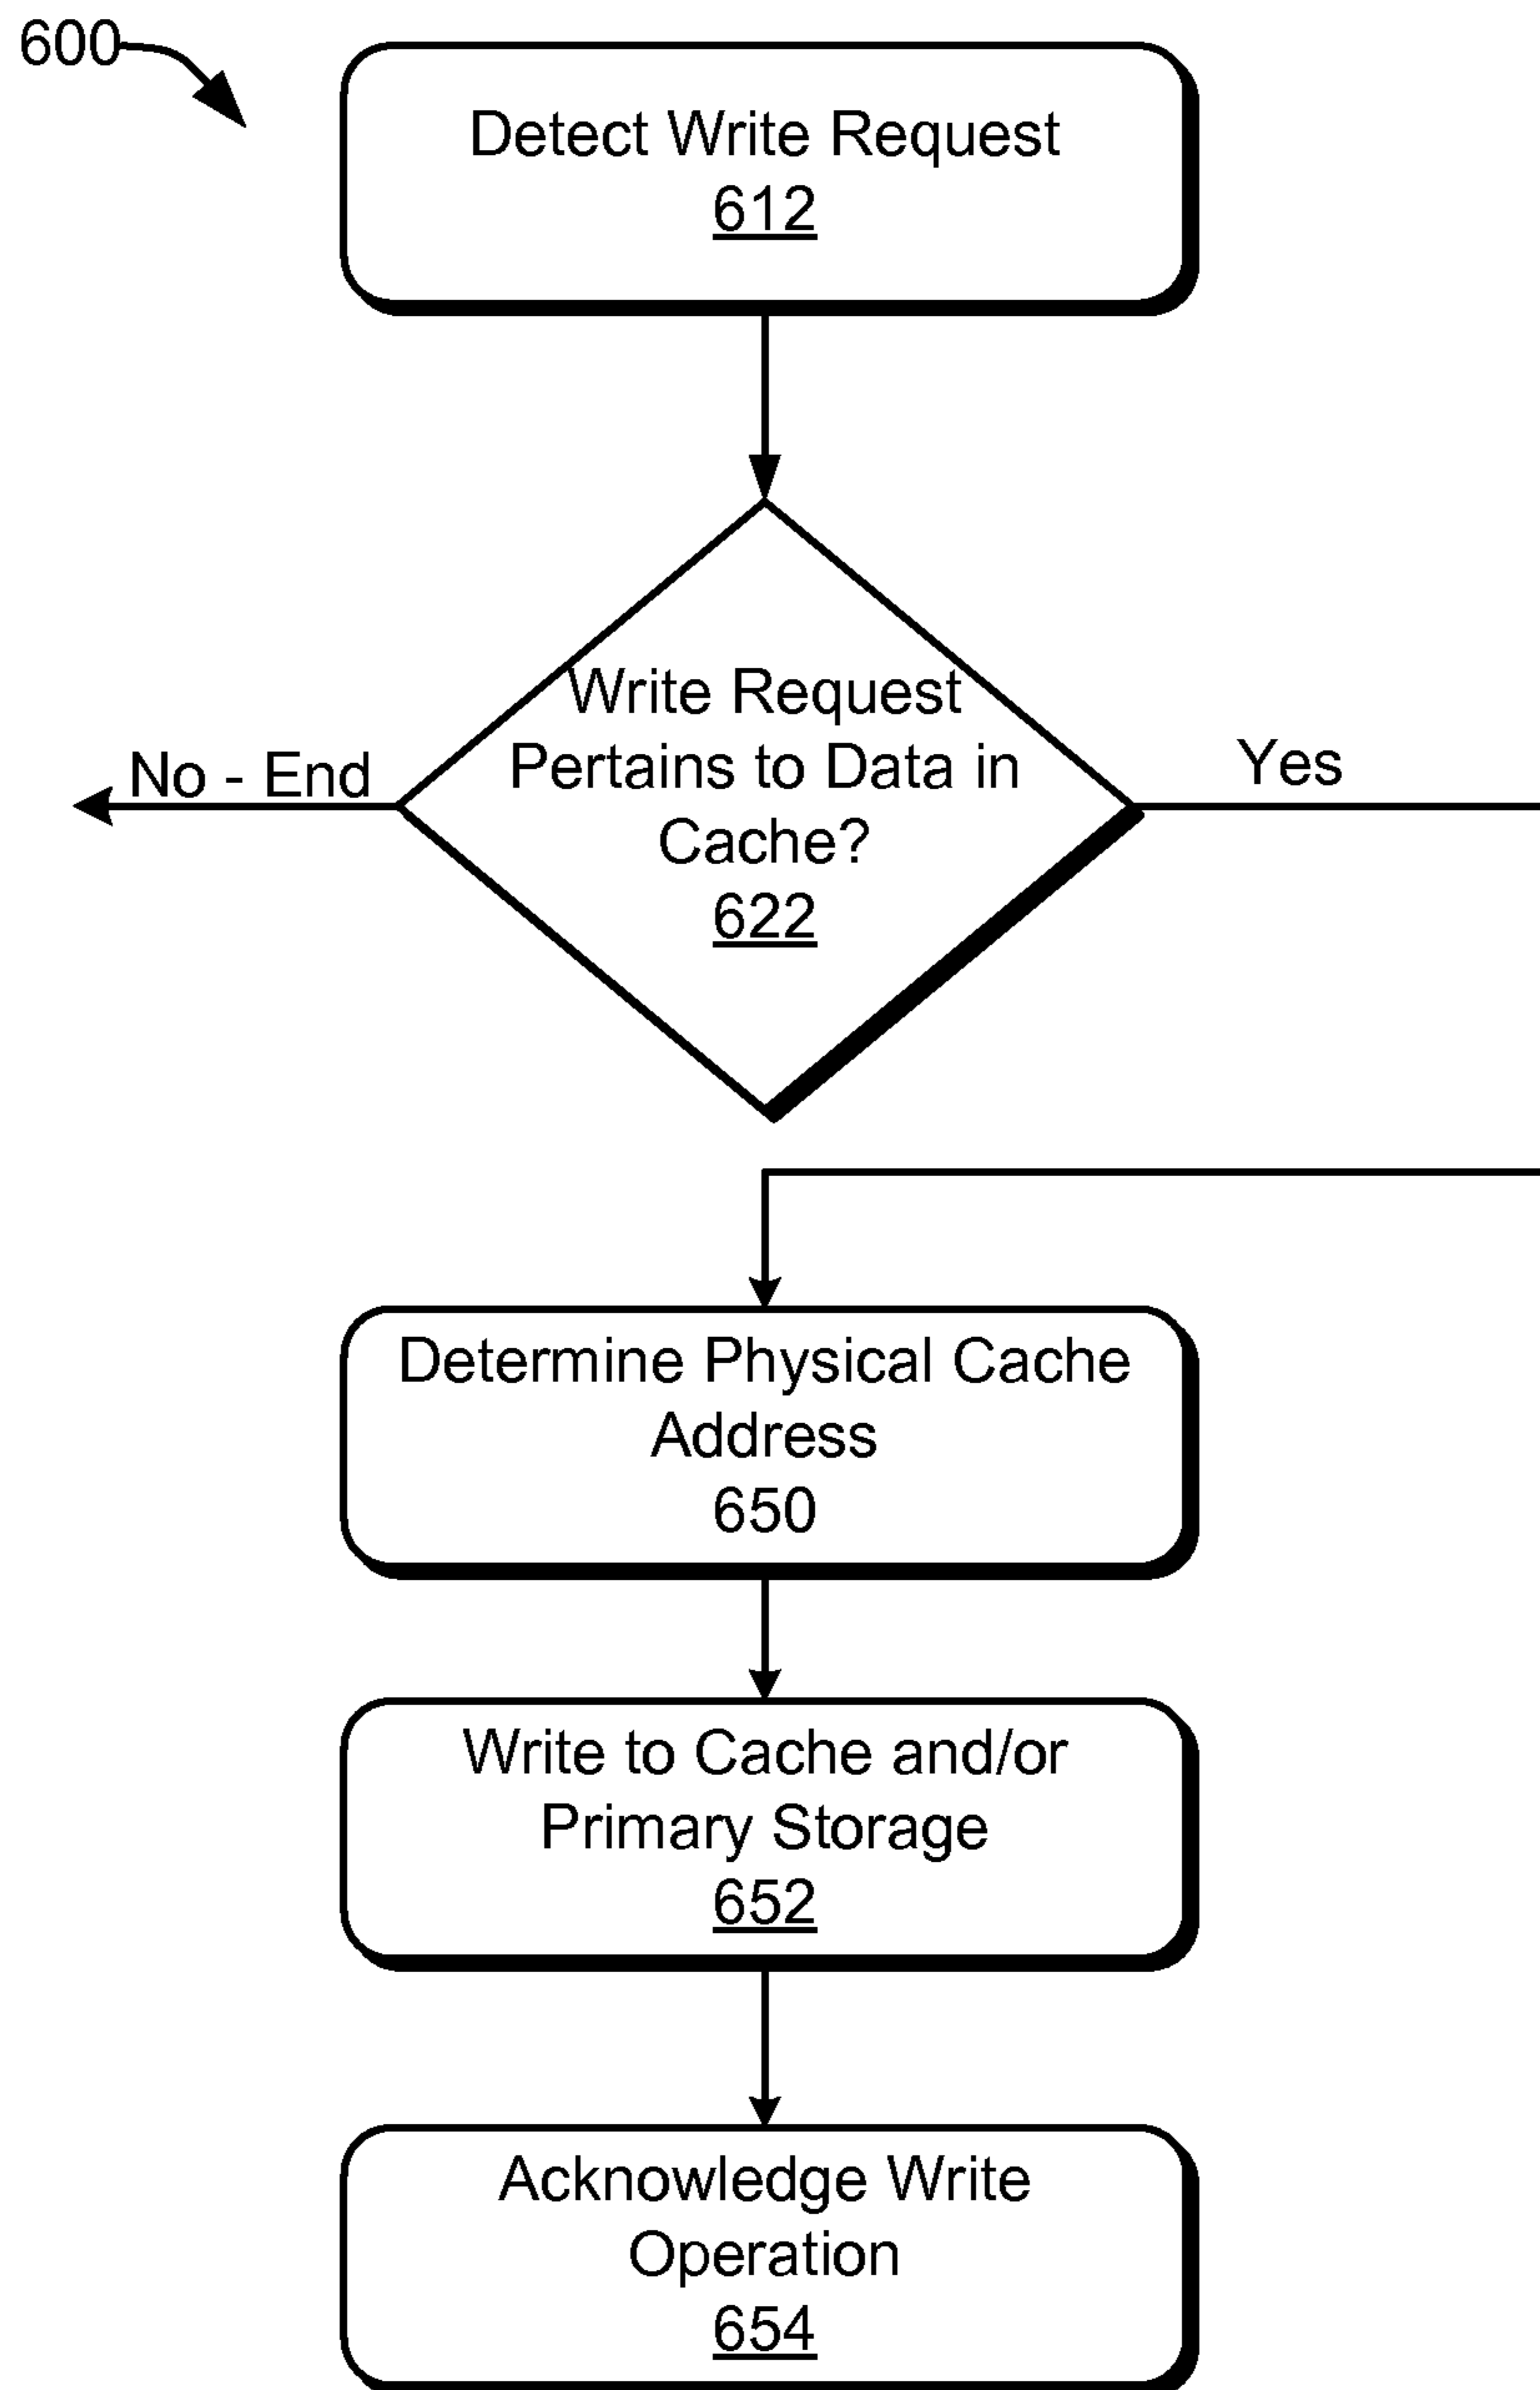 600
Detect Write Request
612
Write Request
Pertains to Data in
Cache?
622
No - End
Yes
Determine Physical Cache
Address
650
Write to Cache and/or
Primary Storage
652
Acknowledge Write
Operation
654